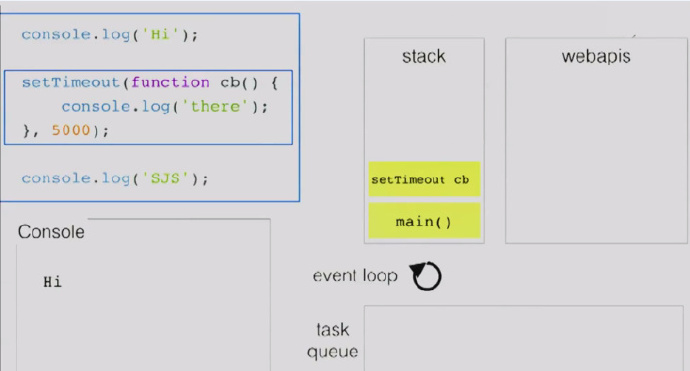 console.log('Hi');
setTimeout(function cb() {
    console.log('there');
}, 5000);
console.log('SJS');
Console
Hi
stack
setTimeout cb
main()
webapis
event loop
task
queue